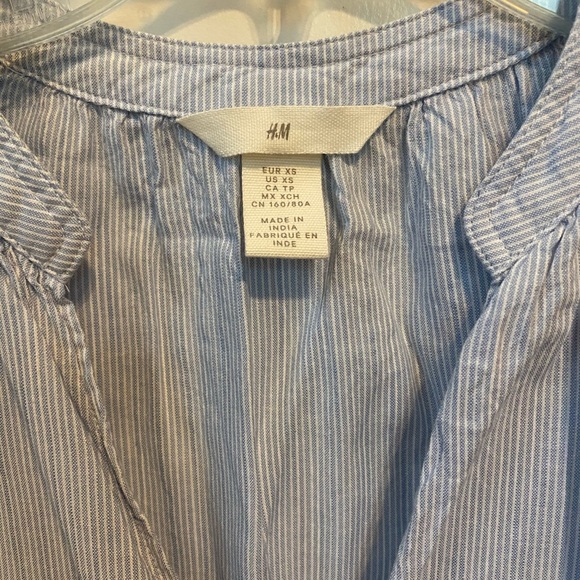 H&M
EUR XS
US XS
CA TP
MX XCH
CN 160/80A
MADE IN
INDIA
FABRIQUÉ EN
INDE